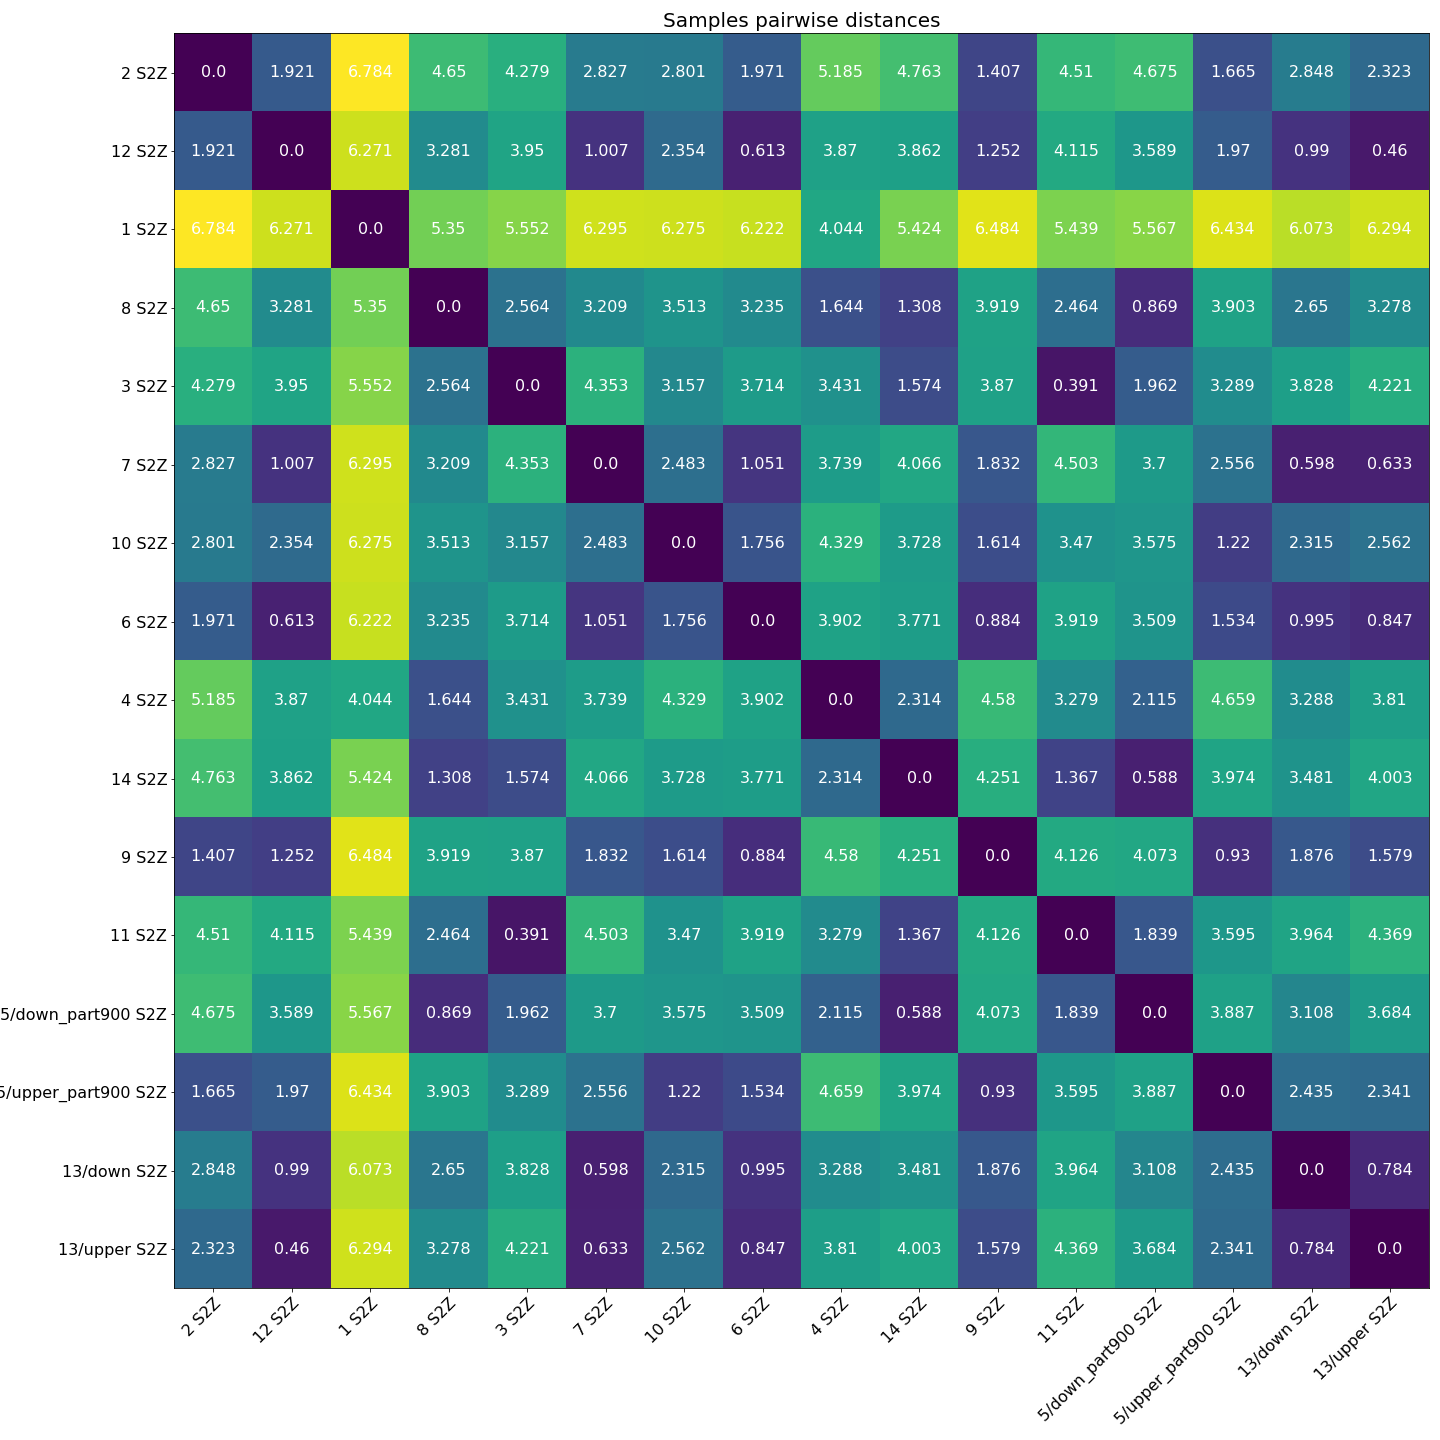 Samples pairwise distances
2 S2Z 0.0 1.921 6.784 4.65 4.279 2.827 2.801 1.971 5.185 4.763 1.407 4.51 4.675 1.665 2.848 2.323
12 S2Z 1.921 0.0 6.271 3.281 3.95 1.007 2.354 0.613 3.87 3.862 1.252 4.115 3.589 1.97 0.99 0.46
1 S2Z 6.784 6.271 0.0 5.35 5.552 6.295 6.275 6.222 4.044 5.424 6.484 5.439 5.567 6.434 6.073 6.294
8 S2Z 4.65 3.281 5.35 0.0 2.564 3.209 3.513 3.235 1.644 1.308 3.919 2.464 0.869 3.903 2.65 3.278
3 S2Z 4.279 3.95 5.552 2.564 0.0 4.353 3.157 3.714 3.431 1.574 3.87 0.391 1.962 3.289 3.828 4.221
7 S2Z 2.827 1.007 6.295 3.209 4.353 0.0 2.483 1.051 3.739 4.066 1.832 4.503 3.7 2.556 0.598 0.633
10 S2Z 2.801 2.354 6.275 3.513 3.157 2.483 0.0 1.756 4.329 3.728 1.614 3.47 3.575 1.22 2.315 2.562
6 S2Z 1.971 0.613 6.222 3.235 3.714 1.051 1.756 0.0 3.902 3.771 0.884 3.919 3.509 1.534 0.995 0.847
4 S2Z 5.185 3.87 4.044 1.644 3.431 3.739 4.329 3.902 0.0 2.314 4.58 3.279 2.115 4.659 3.288 3.81
14 S2Z 4.763 3.862 5.424 1.308 1.574 4.066 3.728 3.771 2.314 0.0 4.251 1.367 0.588 3.974 3.481 4.003
9 S2Z 1.407 1.252 6.484 3.919 3.87 1.832 1.614 0.884 4.58 4.251 0.0 4.126 4.073 0.93 1.876 1.579
11 S2Z 4.51 4.115 5.439 2.464 0.391 4.503 3.47 3.919 3.279 1.367 4.126 0.0 1.839 3.595 3.964 4.369
5/down_part900 S2Z 4.675 3.589 5.567 0.869 1.962 3.7 3.575 3.509 2.115 0.588 4.073 1.839 0.0 3.887 3.108 3.684
5/upper_part900 S2Z 1.665 1.97 6.434 3.903 3.289 2.556 1.22 1.534 4.659 3.974 0.93 3.595 3.887 0.0 2.435 2.341
13/down S2Z 2.848 0.99 6.073 2.65 3.828 0.598 2.315 0.995 3.288 3.481 1.876 3.964 3.108 2.435 0.0 0.784
13/upper S2Z 2.323 0.46 6.294 3.278 4.221 0.633 2.562 0.847 3.81 4.003 1.579 4.369 3.684 2.341 0.784 0.0
2 S2Z 12 S2Z 1 S2Z 8 S2Z 3 S2Z 7 S2Z 10 S2Z 6 S2Z 4 S2Z 14 S2Z 9 S2Z 11 S2Z 5/down_part900 S2Z 5/upper_part900 S2Z 13/down S2Z 13/upper S2Z